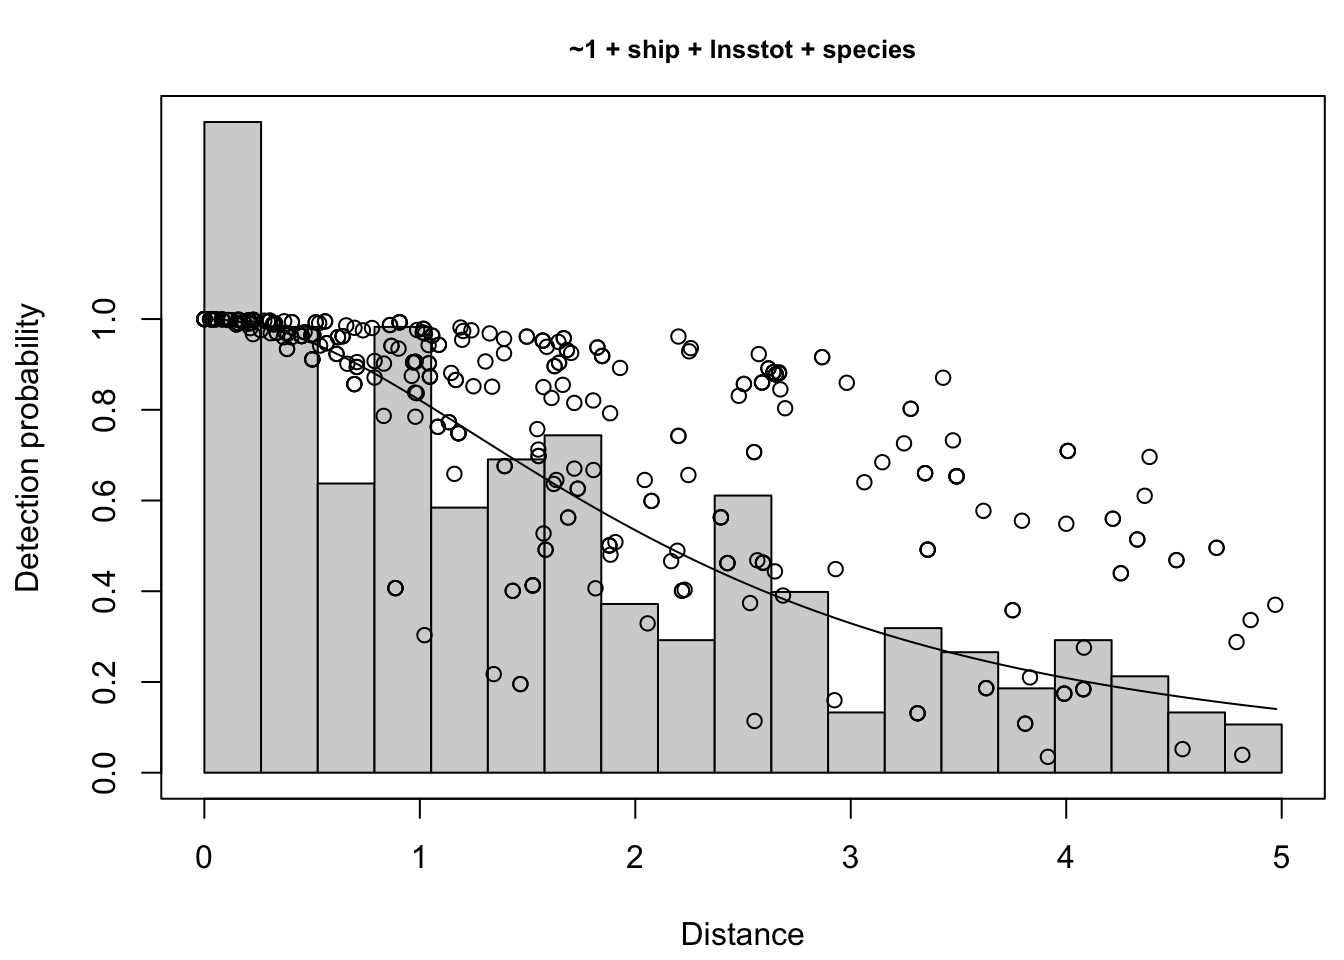 ~1 + ship + lnsstot + species
Detection probability
1.0
0.8
0.6
0.4
0.2
0.0
0 1 2 3 4 5
Distance